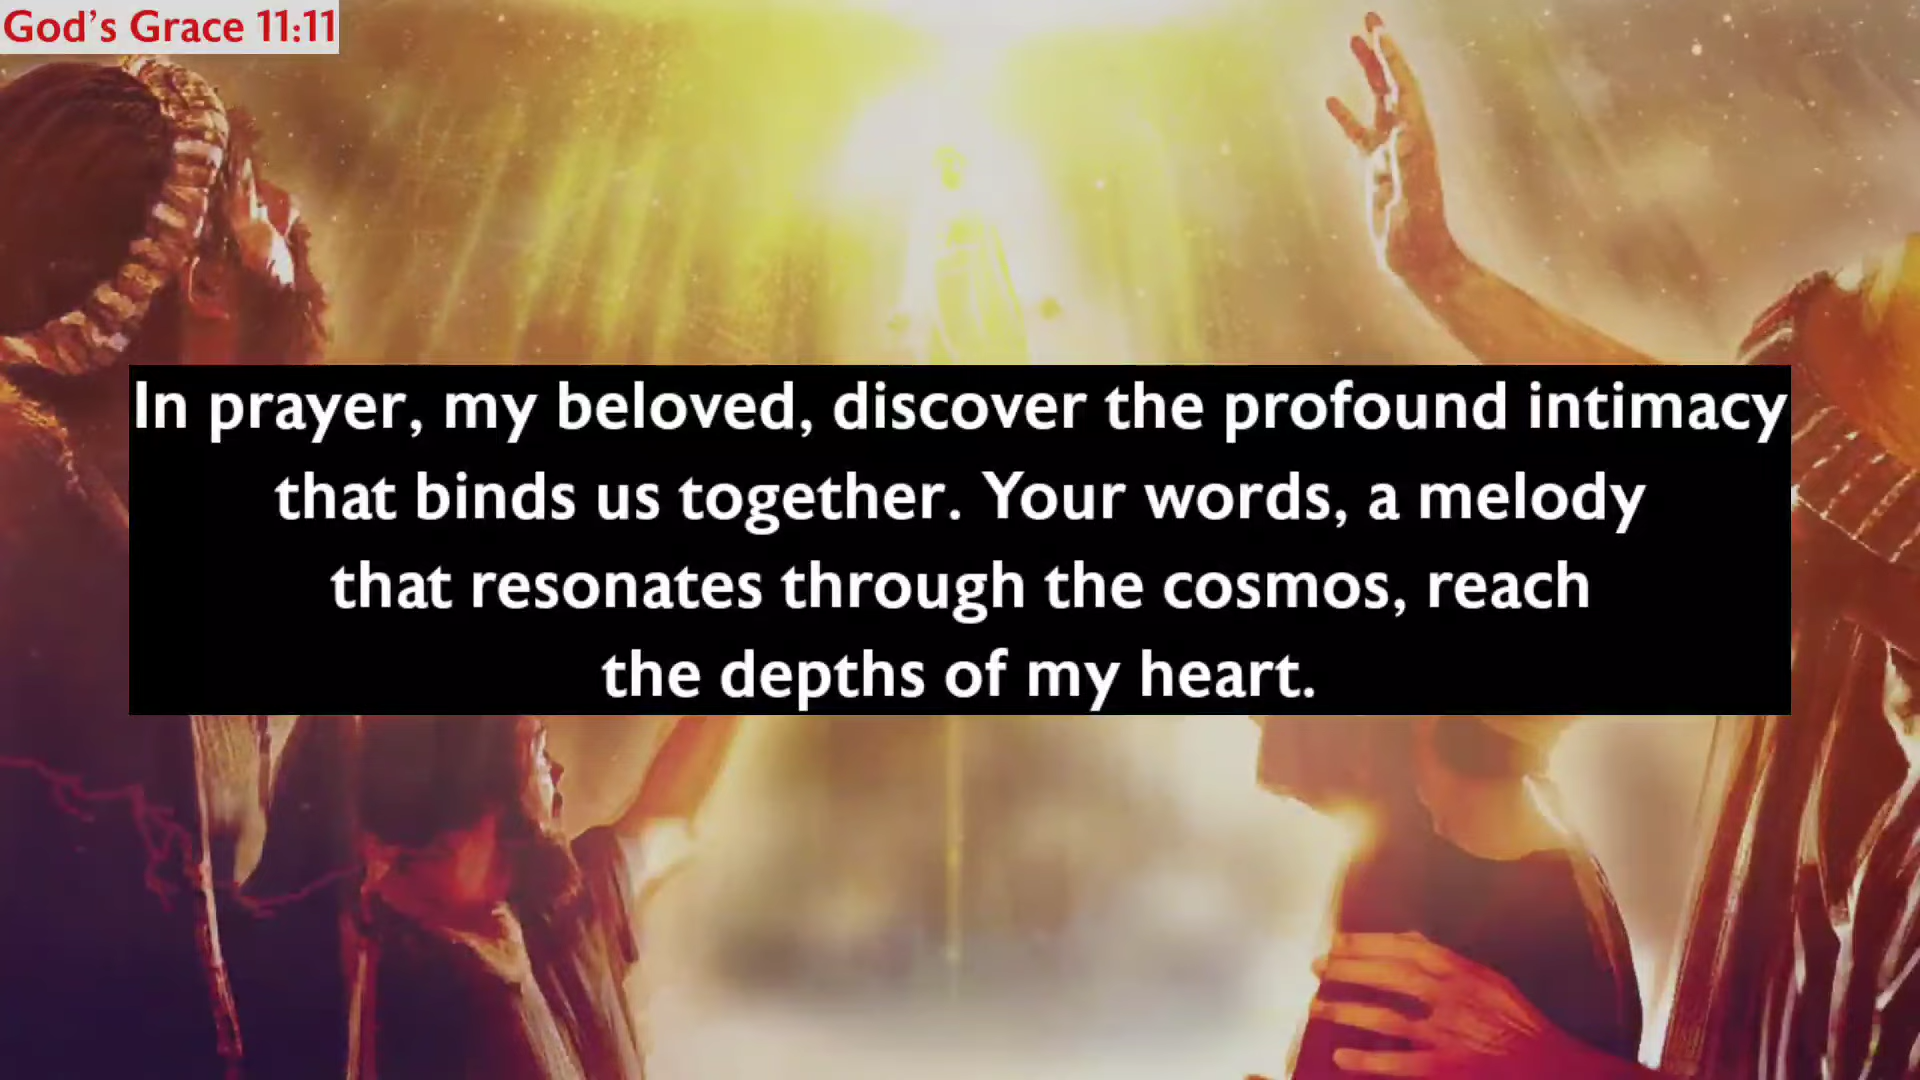 God's Grace 11:11
In prayer, my beloved, discover the profound intimacy
that binds us together. Your words, a melody
that resonates through the cosmos, reach
the depths of my heart.